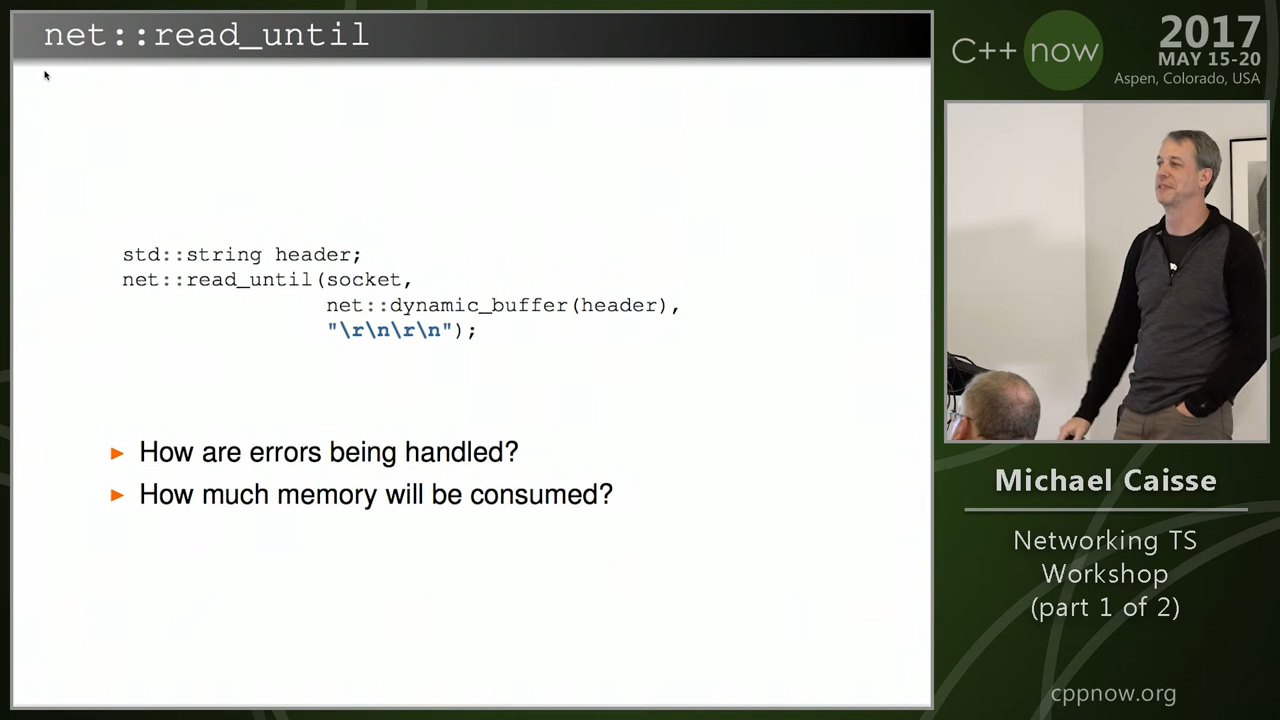 net::read_until
std::string header;
net::read_until(socket,
net::dynamic_buffer(header),
"\r\n\r\n");
► How are errors being handled?
► How much memory will be consumed?
C++ now
2017
MAY 15-20
Aspen, Colorado, USA
Michael Caisse
Networking TS
Workshop
(part 1 of 2)
cppnow.org